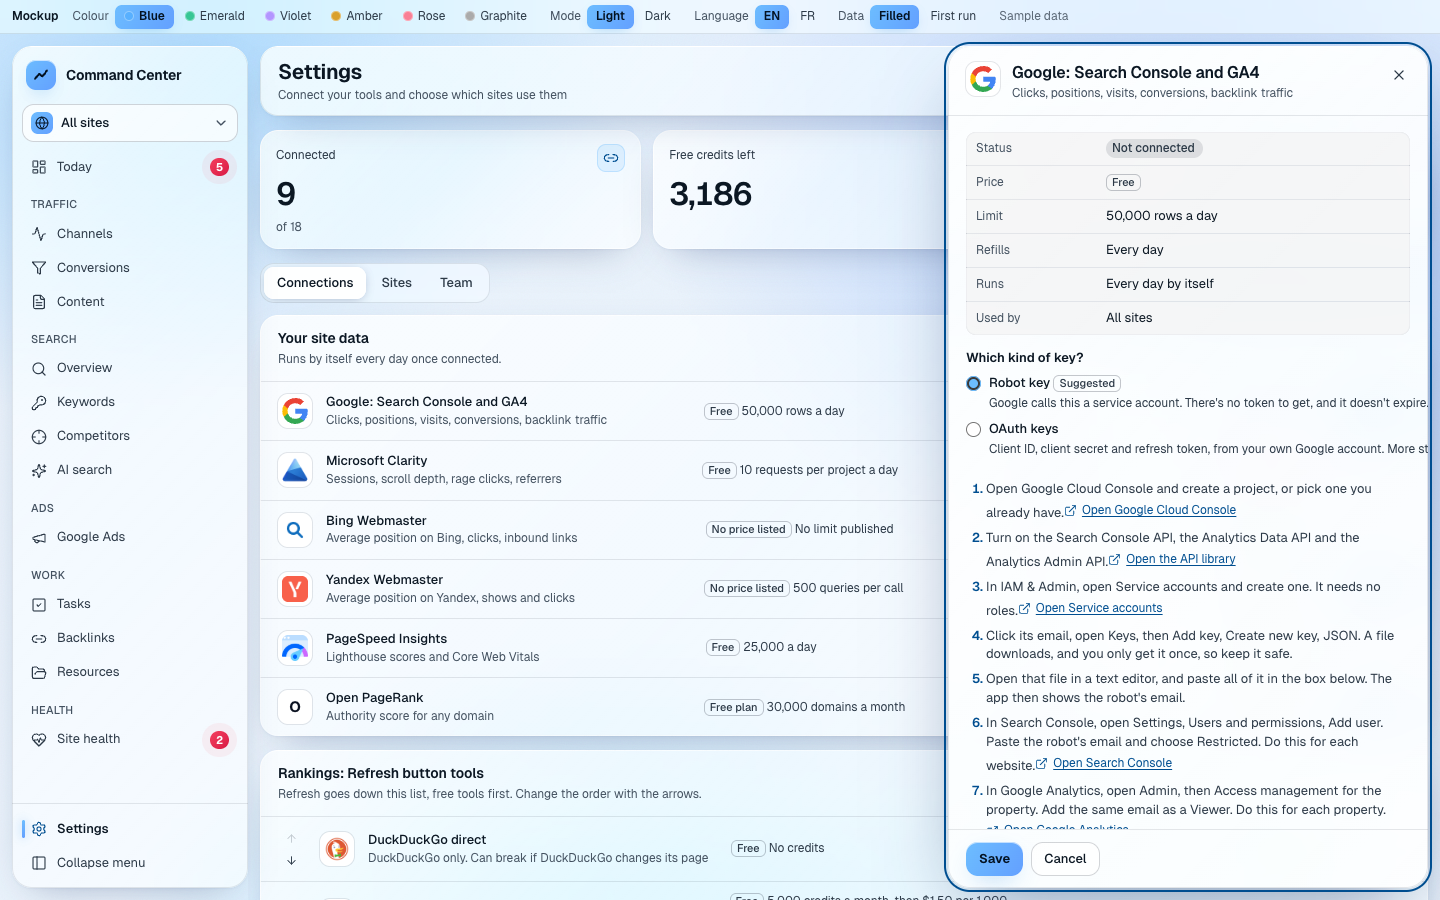 Mockup Colour Blue Emerald Violet Amber Rose Graphite Mode Light Dark Language EN FR Data Filled First run Sample data
Command Center
All sites
Today 5
TRAFFIC
Channels
Conversions
Content
SEARCH
Overview
Keywords
Competitors
AI search
ADS
Google Ads
WORK
Tasks
Backlinks
Resources
HEALTH
Site health 2
Settings
Collapse menu
Settings
Connect your tools and choose which sites use them
Connected
9
of 18
Free credits left
3,186
Connections Sites Team
Your site data
Runs by itself every day once connected.
Google: Search Console and GA4
Clicks, positions, visits, conversions, backlink traffic
Free 50,000 rows a day
Microsoft Clarity
Sessions, scroll depth, rage clicks, referrers
Free 10 requests per project a day
Bing Webmaster
Average position on Bing, clicks, inbound links
No price listed No limit published
Yandex Webmaster
Average position on Yandex, shows and clicks
No price listed 500 queries per call
PageSpeed Insights
Lighthouse scores and Core Web Vitals
Free 25,000 a day
O
Open PageRank
Authority score for any domain
Free plan 30,000 domains a month
Rankings: Refresh button tools
Refresh goes down this list, free tools first. Change the order with the arrows.
DuckDuckGo direct
DuckDuckGo only. Can break if DuckDuckGo changes its page
Free No credits
Free 5,000 credits a month, then $1.50 per 1,000
Google: Search Console and GA4
Clicks, positions, visits, conversions, backlink traffic
Status Not connected
Price Free
Limit 50,000 rows a day
Refills Every day
Runs Every day by itself
Used by All sites
Which kind of key?
Robot key Suggested
Google calls this a service account. There's no token to get, and it doesn't expire.
OAuth keys
Client ID, client secret and refresh token, from your own Google account. More st
1. Open Google Cloud Console and create a project, or pick one you
already have. Open Google Cloud Console
2. Turn on the Search Console API, the Analytics Data API and the
Analytics Admin API. Open the API library
3. In IAM & Admin, open Service accounts and create one. It needs no
roles. Open Service accounts
4. Click its email, open Keys, then Add key, Create new key, JSON. A file
downloads, and you only get it once, so keep it safe.
5. Open that file in a text editor, and paste all of it in the box below. The
app then shows the robot's email.
6. In Search Console, open Settings, Users and permissions, Add user.
Paste the robot's email and choose Restricted. Do this for each
website. Open Search Console
7. In Google Analytics, open Admin, then Access management for the
property. Add the same email as a Viewer. Do this for each property.
Open Google Analytics
Save Cancel